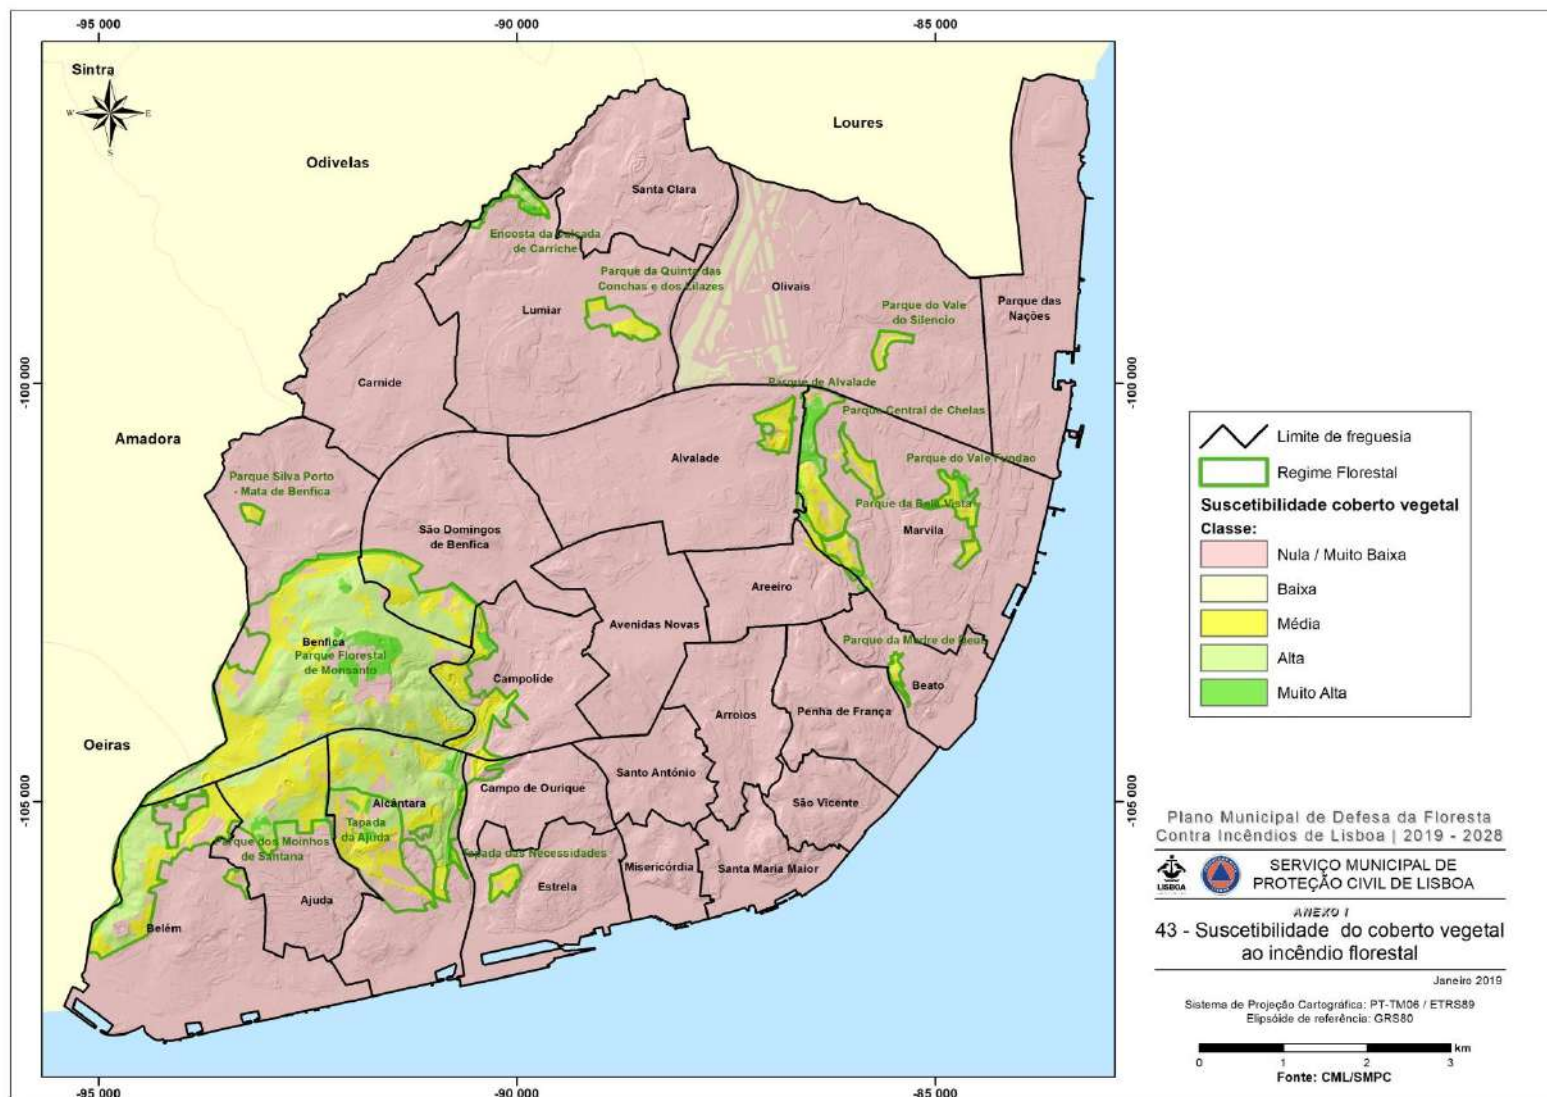 -95 000
-90 000
-85 000
Sintra
N
W
E
S
Loures
Odivelas
Santa Clara
Encosta da Calçada
de Carriche
Parque da Quinta das
Conchas e dos Lilazes
Olivais
Lumiar
Parque do Vale
do Silencio
Parque das
Nações
-100 000
-100 000
Carnide
Parque de Alvalade
Parque Central de Chelas
Amadora
Alvalade
Parque do Vale Fundao
Parque Silva Porto
- Mata de Benfica
Parque da Bela Vista
Marvila
São Domingos
de Benfica
Areeiro
Avenidas Novas
Benfica
Parque Florestal
de Monsanto
Parque da Madre de Deus
Campolide
Beato
Arroios
Penha de França
Oeiras
Santo António
Campo de Ourique
São Vicente
-105 000
-105 000
Alcântara
Tapada
da Ajuda
Parque dos Moinhos
de Santana
Tapada das Necessidades
Misericórdia
Santa Maria Maior
Estrela
Ajuda
Belém
-95 000
-90 000
-85 000
Limite de freguesia
Regime Florestal
Suscetibilidade coberto vegetal
Classe:
Nula / Muito Baixa
Baixa
Média
Alta
Muito Alta
Plano Municipal de Defesa da Floresta
Contra Incêndios de Lisboa | 2019 - 2028
LISBOA
SERVIÇO MUNICIPAL DE
PROTEÇÃO CIVIL DE LISBOA
ANEXO I
43 - Suscetibilidade do coberto vegetal
ao incêndio florestal
Janeiro 2019
Sistema de Projeção Cartográfica: PT-TM06 / ETRS89
Elipsóide de referência: GRS80
km
0 1 2 3
Fonte: CML/SMPC